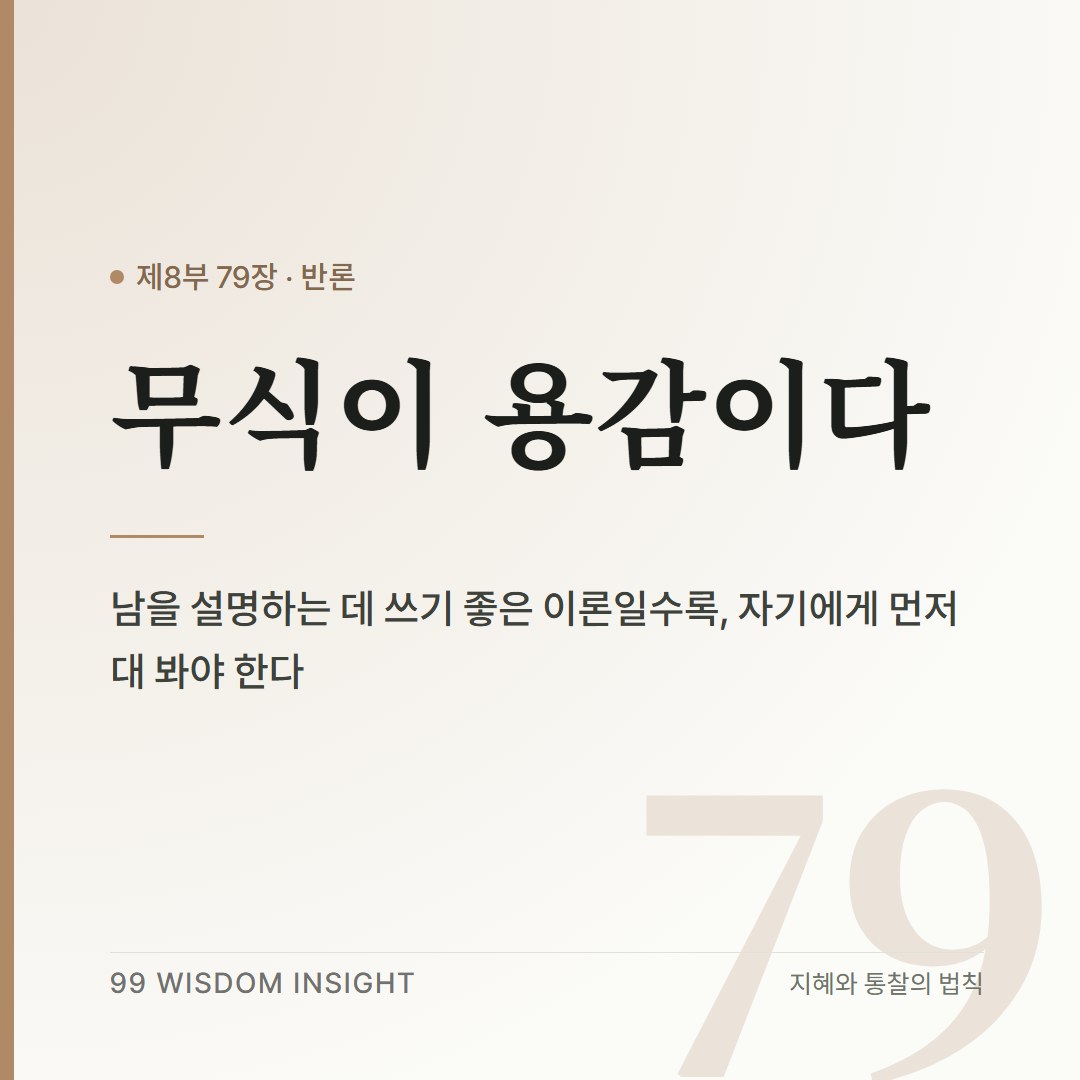 제8부 79장 · 반론
무식이 용감이다
남을 설명하는 데 쓰기 좋은 이론일수록, 자기에게 먼저
대 봐야 한다
79
99 WISDOM INSIGHT
지혜와 통찰의 법칙